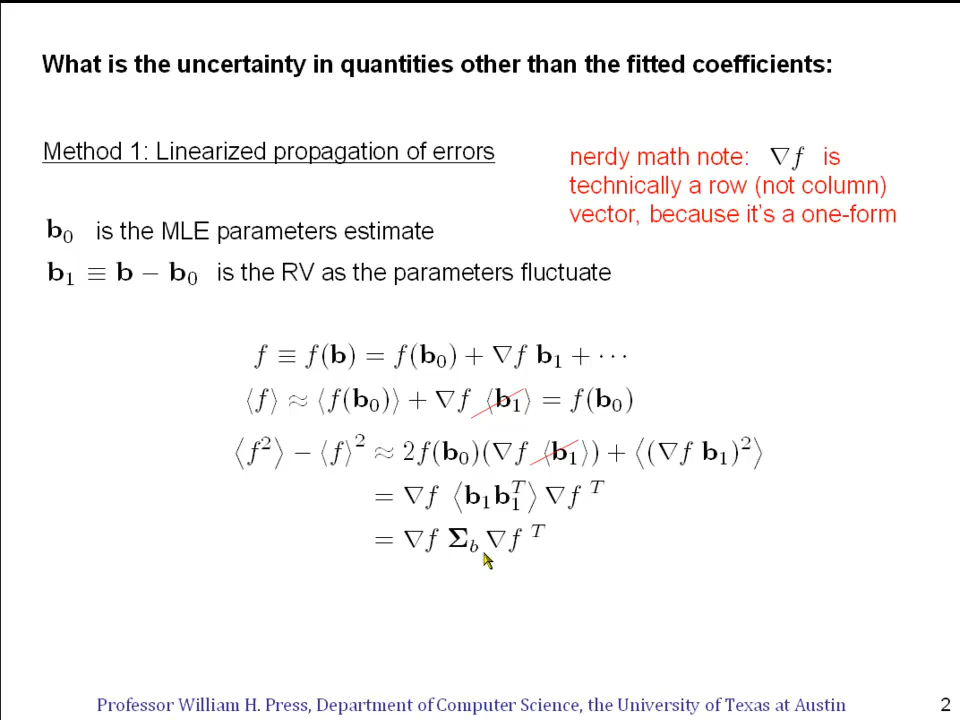 What is the uncertainty in quantities other than the fitted coefficients:
Method 1: Linearized propagation of errors
nerdy math note: ∇f is
technically a row (not column)
vector, because it's a one-form
b₀ is the MLE parameters estimate
b₁ ≡ b − b₀ is the RV as the parameters fluctuate
f ≡ f(b) = f(b₀) + ∇f b₁ + ···
⟨f⟩ ≈ ⟨f(b₀)⟩ + ∇f ⟨b₁⟩ = f(b₀)
⟨f²⟩ − ⟨f⟩² ≈ 2f(b₀)(∇f ⟨b₁⟩) + ⟨(∇f b₁)²⟩
= ∇f ⟨b₁b₁ᵀ⟩ ∇f ᵀ
= ∇f Σ_b ∇f ᵀ
Professor William H. Press, Department of Computer Science, the University of Texas at Austin
2